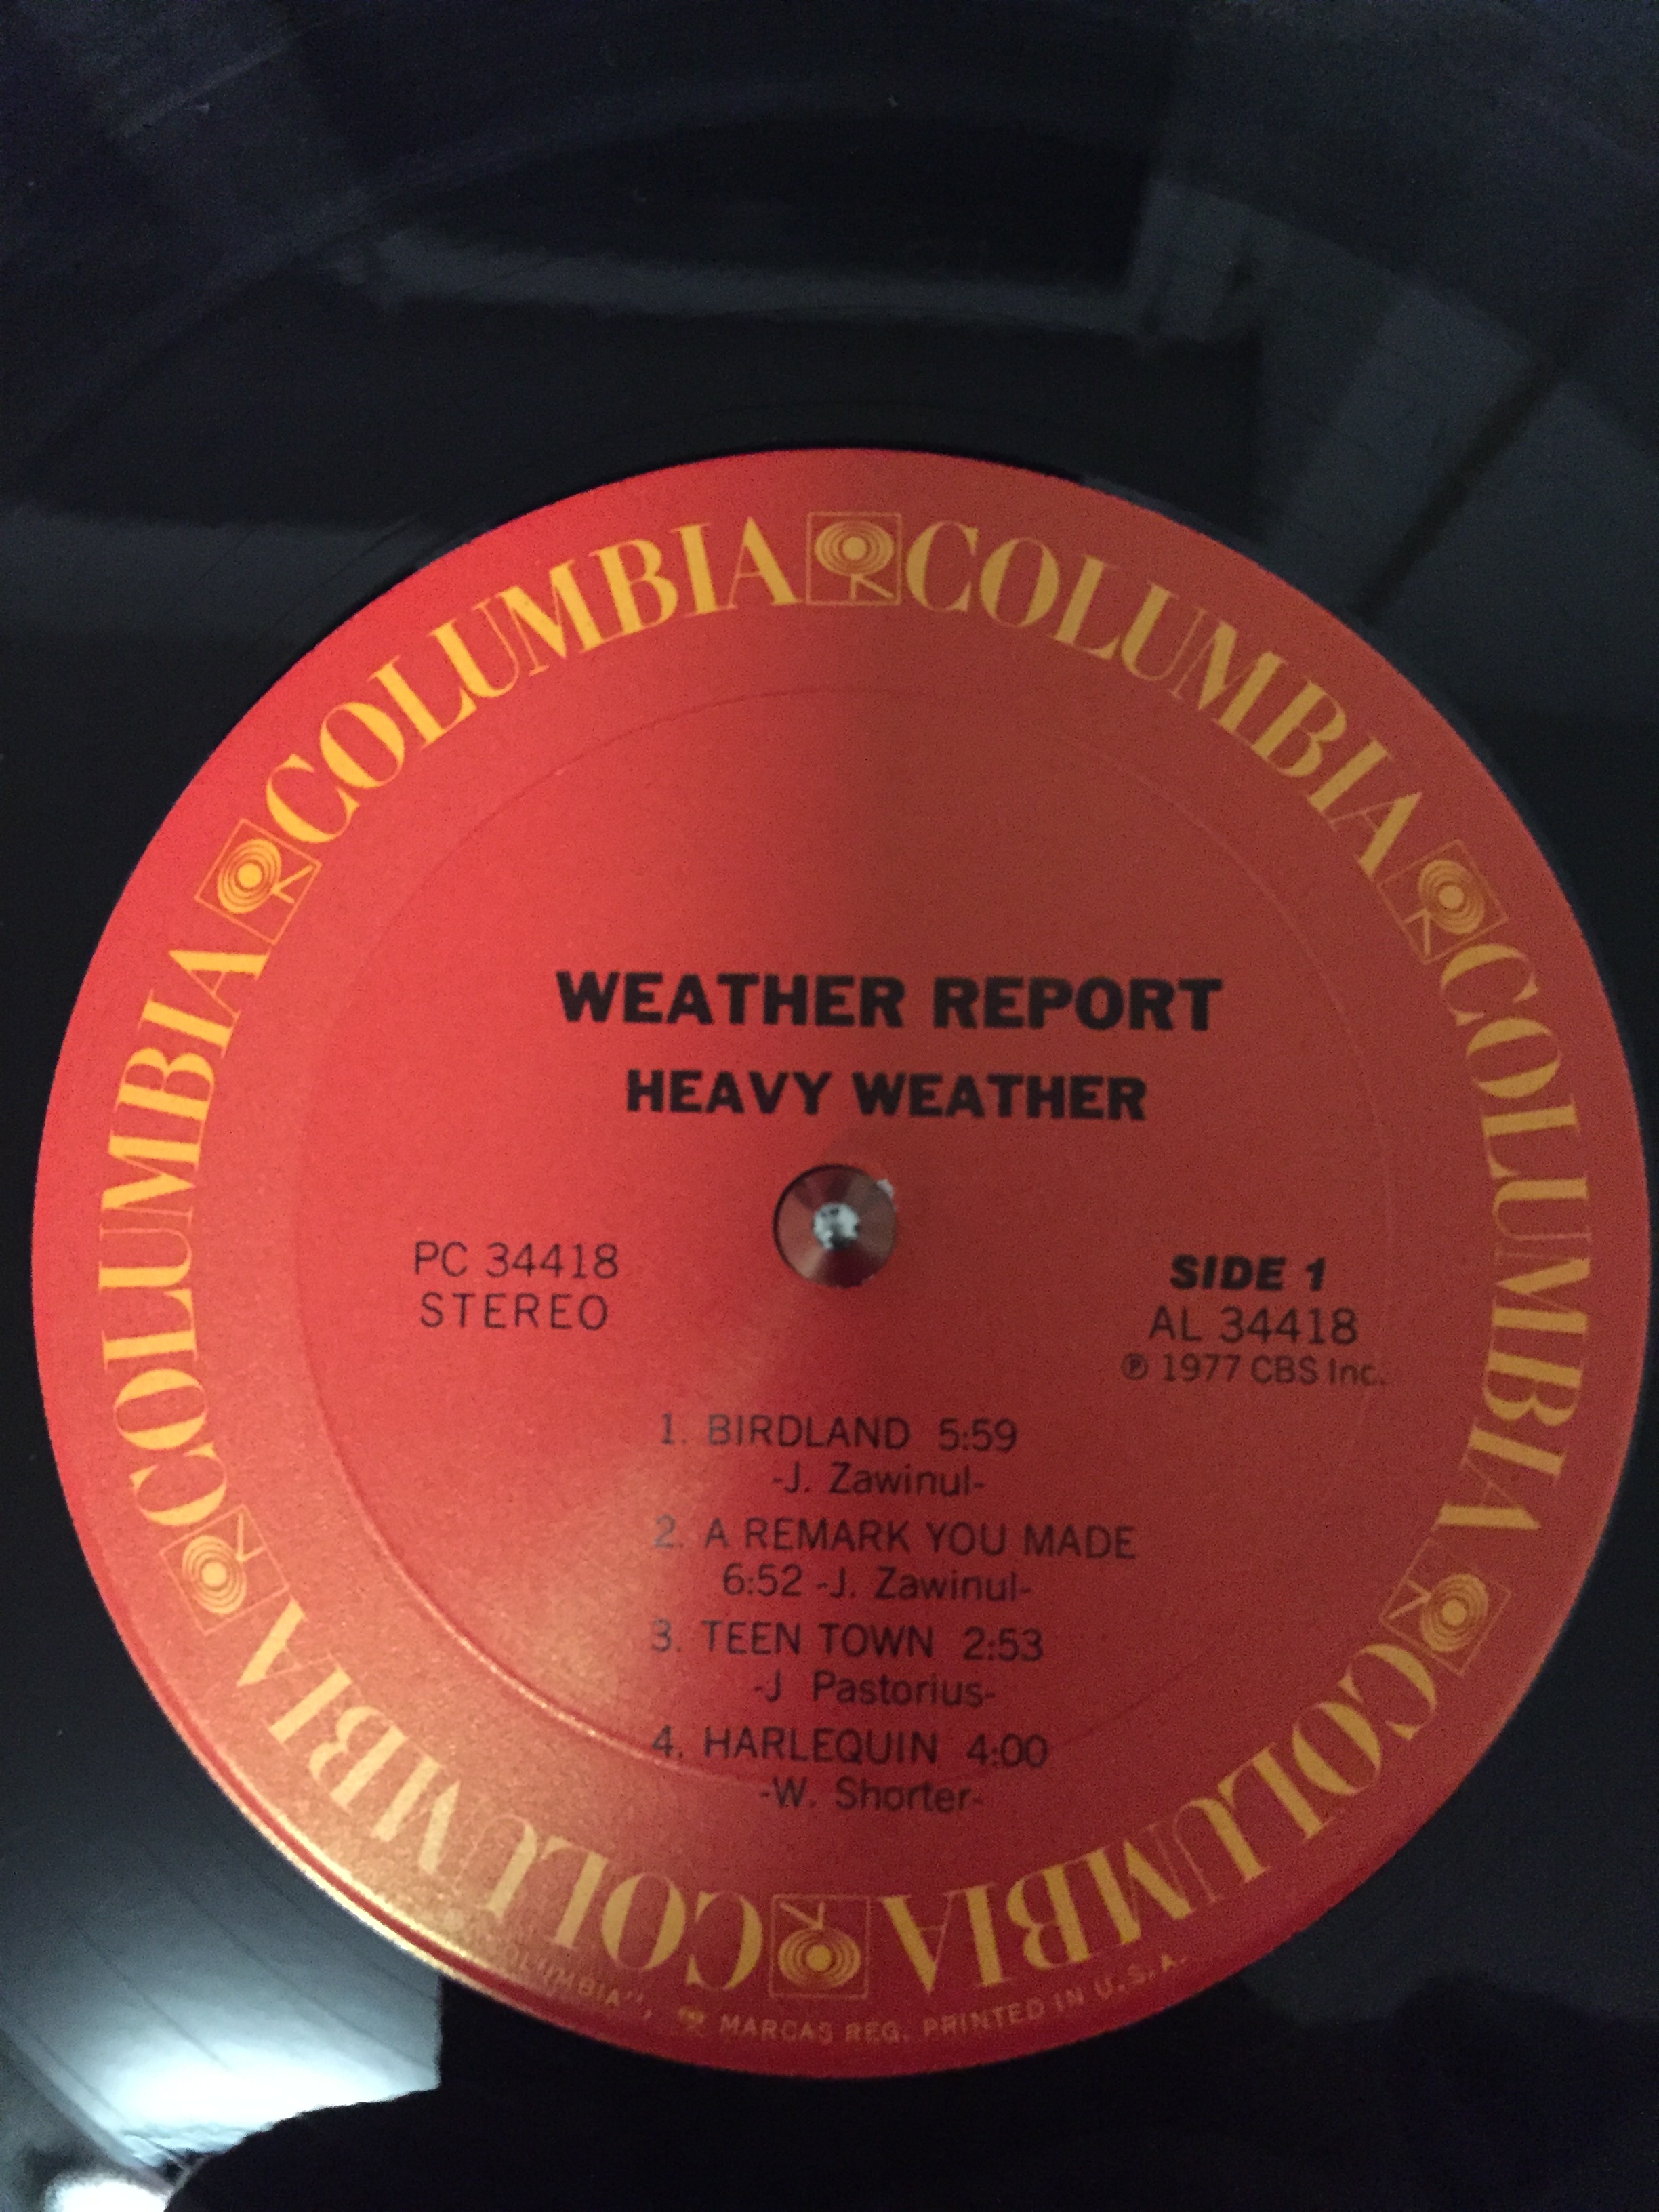 COLUMBIA COLUMBIA COLUMBIA COLUMBIA COLUMBIA COLUMBIA
WEATHER REPORT
HEAVY WEATHER
PC 34418
STEREO
SIDE 1
AL 34418
℗ 1977 CBS Inc.
1. BIRDLAND 5:59
-J. Zawinul-
2. A REMARK YOU MADE
6:52 -J. Zawinul-
3. TEEN TOWN 2:53
-J Pastorius-
4. HARLEQUIN 4:00
-W. Shorter-
COLUMBIA", MARCAS REG. PRINTED IN U.S.A.